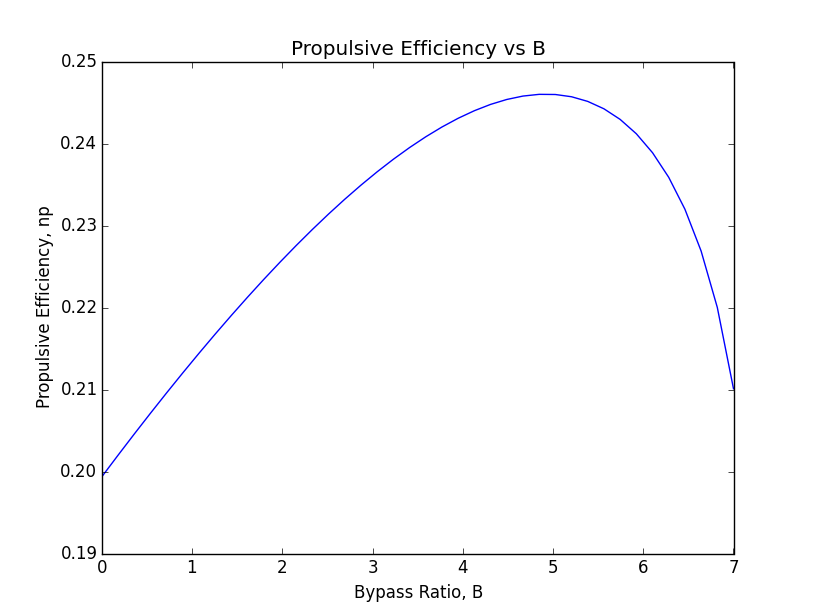 Propulsive Efficiency vs B
0.25
0.24
0.23
0.22
0.21
0.20
0.19
Propulsive Efficiency, np
0 1 2 3 4 5 6 7
Bypass Ratio, B